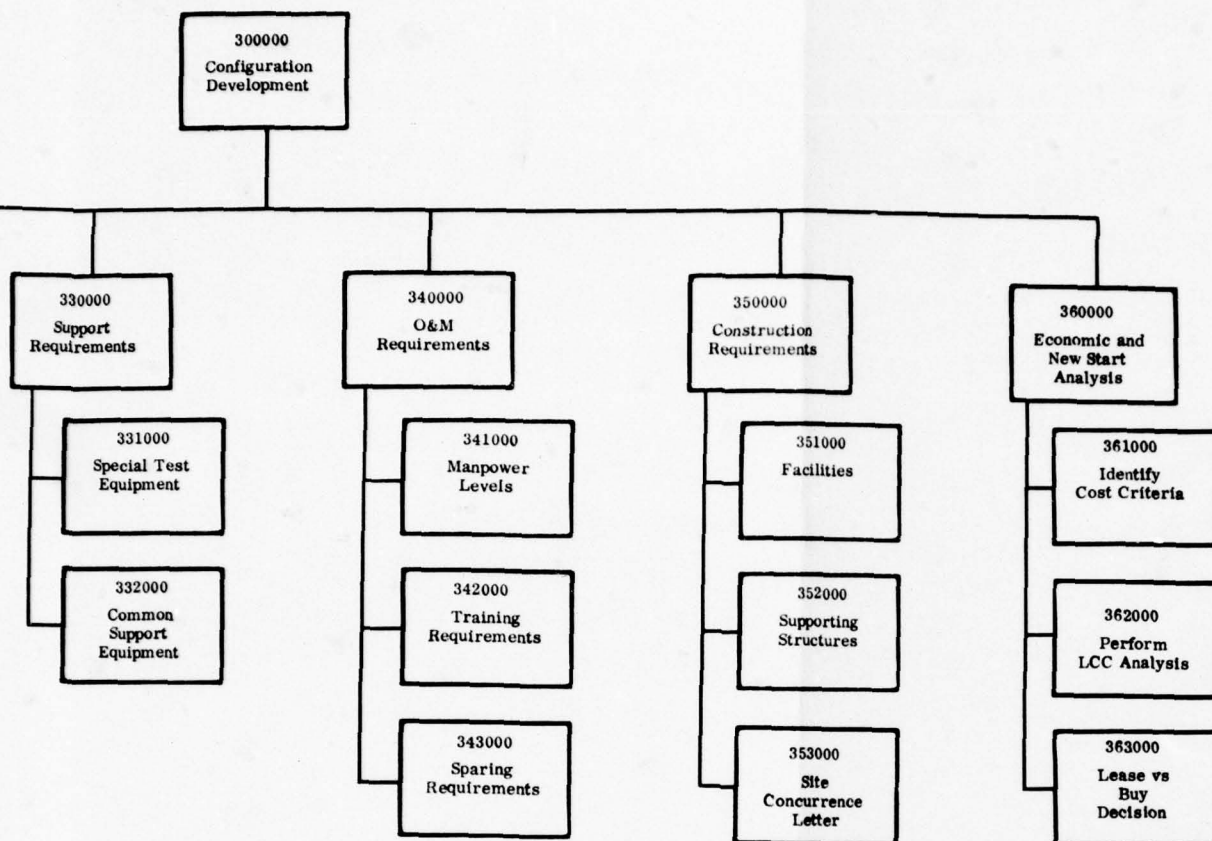 300000
Configuration
Development
330000
Support
Requirements
331000
Special Test
Equipment
332000
Common
Support
Equipment
340000
O&M
Requirements
341000
Manpower
Levels
342000
Training
Requirements
343000
Sparing
Requirements
350000
Construction
Requirements
351000
Facilities
352000
Supporting
Structures
353000
Site
Concurrence
Letter
360000
Economic and
New Start
Analysis
361000
Identify
Cost Criteria
362000
Perform
LCC Analysis
363000
Lease vs
Buy
Decision